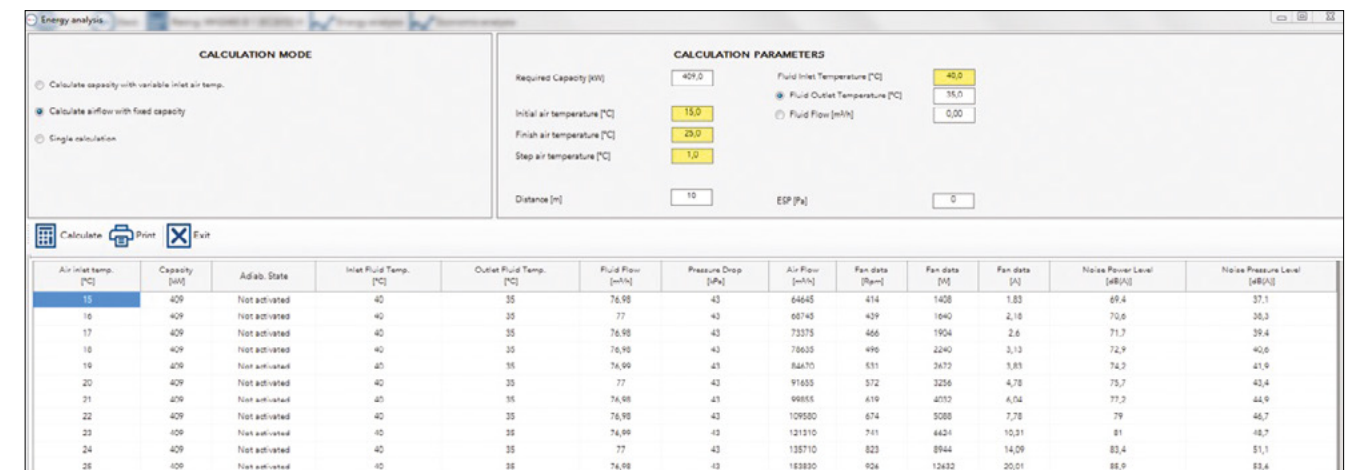 Energy analysis
CALCULATION MODE
Calculate capacity with variable inlet air temp.
Calculate airflow with fixed capacity
Single calculation
CALCULATION PARAMETERS
Required Capacity [kW] 409,0 Fluid Inlet Temperature [°C] 40,0
Fluid Outlet Temperature [°C] 35,0
Initial air temperature [°C] 15,0 Fluid Flow [m³/h] 0,00
Finish air temperature [°C] 25,0
Step air temperature [°C] 1,0
Distance [m] 10 ESP [Pa] 0
Calculate Print Exit
Air inlet temp. Capacity Adiab. State Inlet Fluid Temp. Outlet Fluid Temp. Fluid Flow Pressure Drop Air Flow Fan data Fan data Fan data Noise Power Level Noise Pressure Level
[°C] [kW] [°C] [°C] [m³/h] [kPa] [m³/h] [Rpm] [W] [A] [dB(A)] [dB(A)]
15 409 Not activated 40 35 76,98 43 64645 414 1408 1.83 69.4 37,1
16 409 Not activated 40 35 77 43 68745 439 1640 2,18 70,6 38,3
17 409 Not activated 40 35 76,98 43 73375 466 1904 2.6 71,7 39.4
18 409 Not activated 40 35 76,98 43 78635 496 2240 3,13 72,9 40,6
19 409 Not activated 40 35 76,99 43 84670 531 2672 3,83 74,2 41,9
20 409 Not activated 40 35 77 43 91655 572 3256 4,78 75,7 43,4
21 409 Not activated 40 35 76,98 43 99855 619 4032 6,04 77,2 44,9
22 409 Not activated 40 35 76,98 43 109580 674 5088 7,78 79 46,7
23 409 Not activated 40 35 76,99 43 121310 741 6624 10,31 81 48,7
24 409 Not activated 40 35 77 43 135710 823 8944 14,09 83,4 51,1
25 409 Not activated 40 35 76,98 43 153830 926 12632 20,01 85,9 53,6